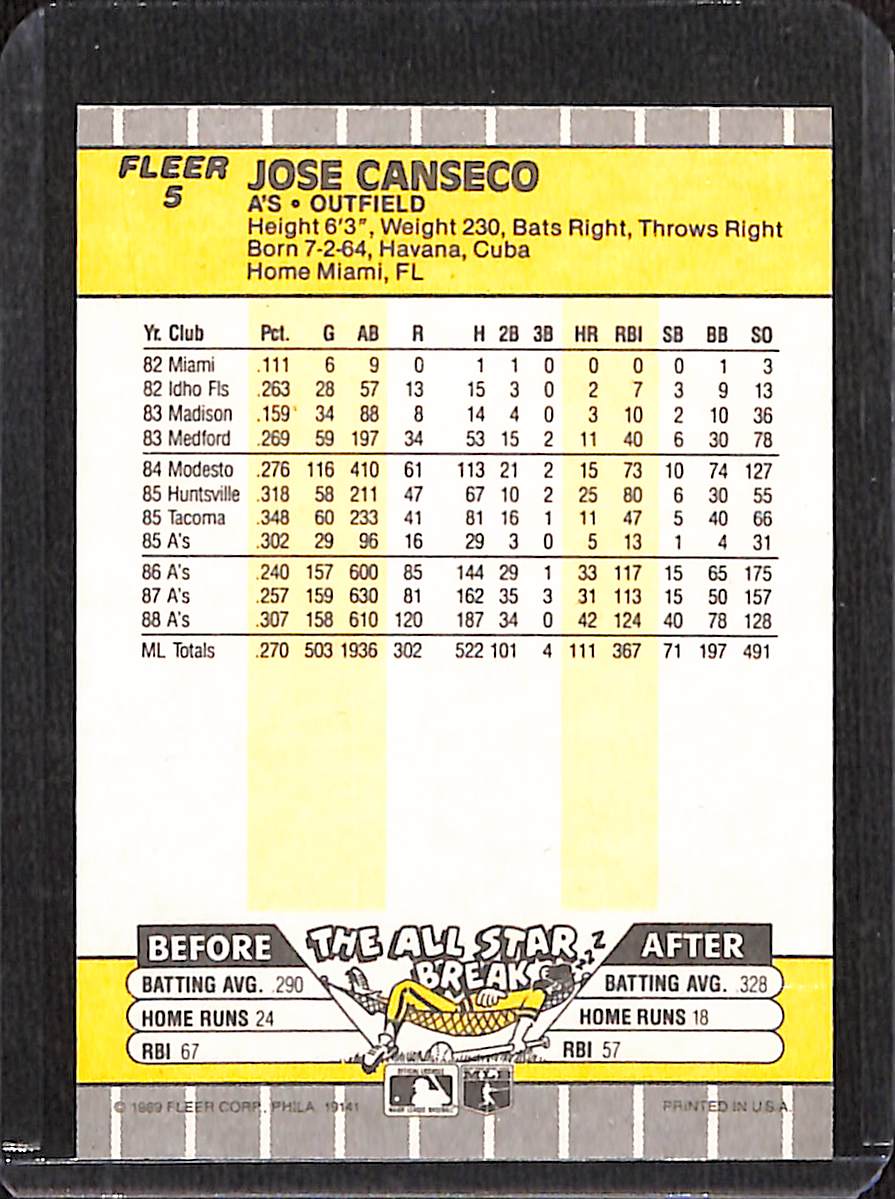 FLEER
5
JOSE CANSECO
A'S • OUTFIELD
Height 6'3", Weight 230, Bats Right, Throws Right
Born 7-2-64, Havana, Cuba
Home Miami, FL
Yr. Club Pct. G AB R H 2B 3B HR RBI SB BB SO
82 Miami .111 6 9 0 1 1 0 0 0 0 1 3
82 Idho Fls .263 28 57 13 15 3 0 2 7 3 9 13
83 Madison .159 34 88 8 14 4 0 3 10 2 10 36
83 Medford .269 59 197 34 53 15 2 11 40 6 30 78
84 Modesto .276 116 410 61 113 21 2 15 73 10 74 127
85 Huntsville .318 58 211 47 67 10 2 25 80 6 30 55
85 Tacoma .348 60 233 41 81 16 1 11 47 5 40 66
85 A's .302 29 96 16 29 3 0 5 13 1 4 31
86 A's .240 157 600 85 144 29 1 33 117 15 65 175
87 A's .257 159 630 81 162 35 3 31 113 15 50 157
88 A's .307 158 610 120 187 34 0 42 124 40 78 128
ML Totals .270 503 1936 302 522 101 4 111 367 71 197 491
BEFORE
BATTING AVG. .290
HOME RUNS 24
RBI 67
THE ALL STAR
BREAK
ZZZ
AFTER
BATTING AVG. .328
HOME RUNS 18
RBI 57
OFFICIAL LICENSEE
MAJOR LEAGUE BASEBALL
MLB
© 1989 FLEER CORP., PHILA. 19141
PRINTED IN U.S.A.